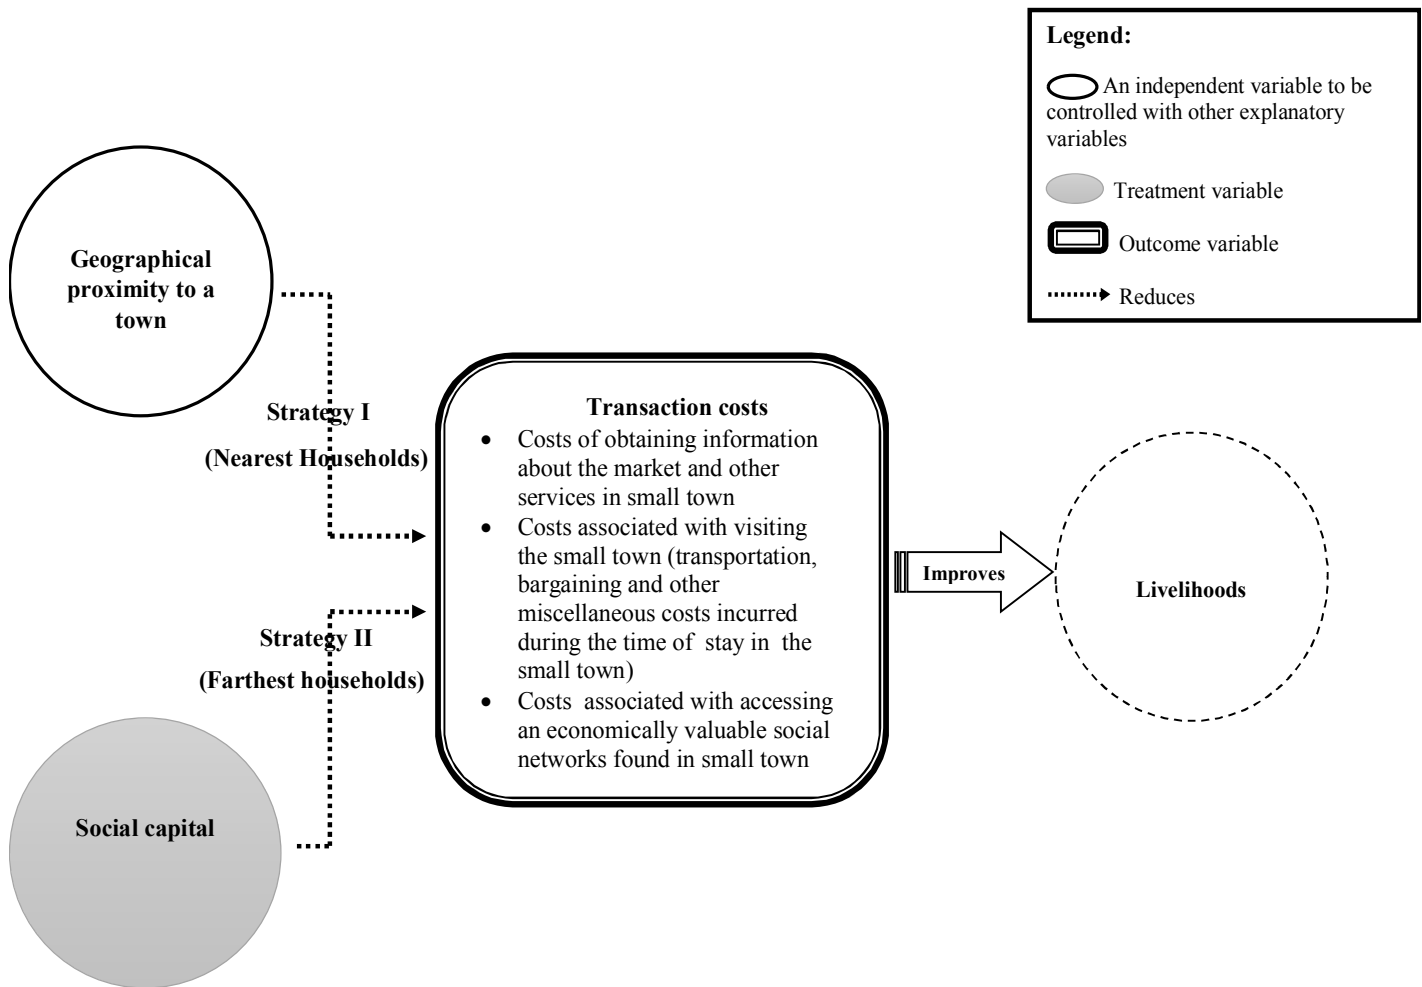 Legend:
An independent variable to be
controlled with other explanatory
variables
Treatment variable
Outcome variable
Reduces
Geographical
proximity to a
town
Strategy I
(Nearest Households)
Transaction costs
• Costs of obtaining information
about the market and other
services in small town
• Costs associated with visiting
the small town (transportation,
bargaining and other
miscellaneous costs incurred
during the time of stay in the
small town)
• Costs associated with accessing
an economically valuable social
networks found in small town
Improves
Livelihoods
Strategy II
(Farthest households)
Social capital